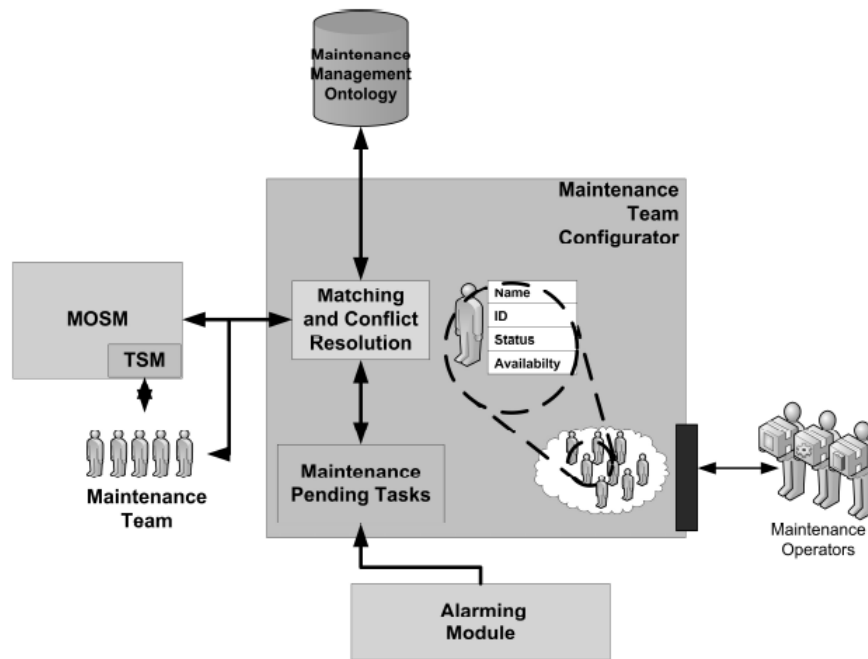 Maintenance
Management
Ontology
Maintenance
Team
Configurator
MOSM
TSM
Matching
and Conflict
Resolution
Name
ID
Status
Availabilty
Maintenance
Team
Maintenance
Pending Tasks
Maintenance
Operators
Alarming
Module